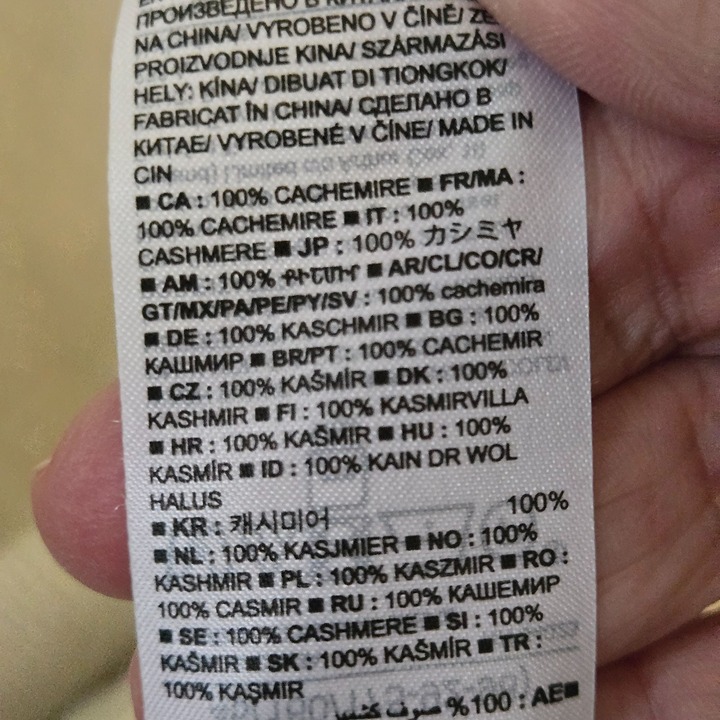 ПРОИЗВЕДЕНО В
NA CHINA/ VYROBENO V ČÍNĚ/
PROIZVODNJE KINA/ SZÁRMAZÁSI
HELY: KÍNA/ DIBUAT DI TIONGKOK/
FABRICAT ÎN CHINA/ СДЕЛАНО В
КИТАЕ/ VYROBENÉ V ČÍNE/ MADE IN
CIN
■ CA : 100% CACHEMIRE ■ FR/MA :
100% CACHEMIRE ■ IT : 100%
CASHMERE ■ JP : 100% カシミヤ
■ AM : 100% ■ AR/CL/CO/CR/
GT/MX/PA/PE/PY/SV : 100% cachemira
■ DE : 100% KASCHMIR ■ BG : 100%
КАШМИР ■ BR/PT : 100% CACHEMIR
■ CZ : 100% KAŠMÍR ■ DK : 100%
KASHMIR ■ FI : 100% KASMIRVILLA
■ HR : 100% KAŠMIR ■ HU : 100%
KASMÍR ■ ID : 100% KAIN DR WOL
HALUS
■ KR : 캐시미어 100%
■ NL : 100% KASJMIER ■ NO : 100%
KASHMIR ■ PL : 100% KASZMIR ■ RO :
100% CASMIR ■ RU : 100% КАШЕМИР
■ SE : 100% CASHMERE ■ SI : 100%
KAŠMIR ■ SK : 100% KAŠMÍR ■ TR :
100% KAŞMIR
■AE : 100% صوف كشمير